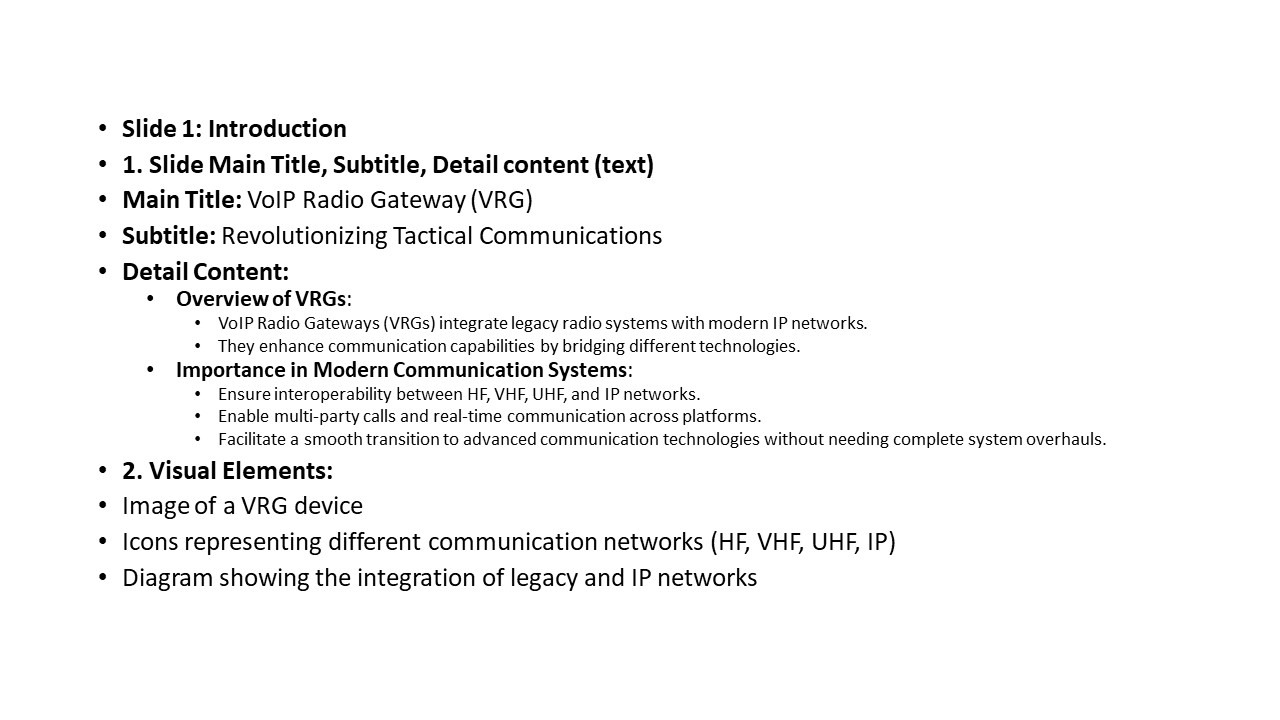 • Slide 1: Introduction
• 1. Slide Main Title, Subtitle, Detail content (text)
• Main Title: VoIP Radio Gateway (VRG)
• Subtitle: Revolutionizing Tactical Communications
• Detail Content:
• Overview of VRGs:
• VoIP Radio Gateways (VRGs) integrate legacy radio systems with modern IP networks.
• They enhance communication capabilities by bridging different technologies.
• Importance in Modern Communication Systems:
• Ensure interoperability between HF, VHF, UHF, and IP networks.
• Enable multi-party calls and real-time communication across platforms.
• Facilitate a smooth transition to advanced communication technologies without needing complete system overhauls.
• 2. Visual Elements:
• Image of a VRG device
• Icons representing different communication networks (HF, VHF, UHF, IP)
• Diagram showing the integration of legacy and IP networks